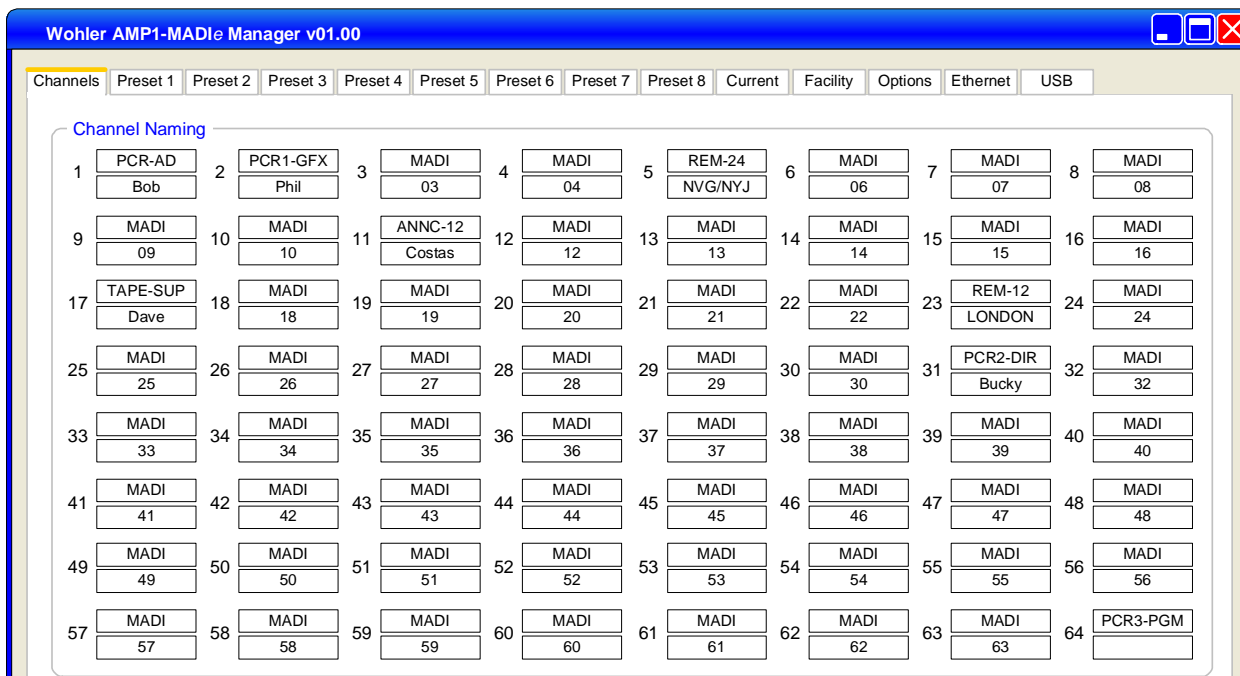 Wohler AMP1-MADIe Manager v01.00
Channels Preset 1 Preset 2 Preset 3 Preset 4 Preset 5 Preset 6 Preset 7 Preset 8 Current Facility Options Ethernet USB
Channel Naming
1 PCR-AD 2 PCR1-GFX 3 MADI 4 MADI 5 REM-24 6 MADI 7 MADI 8 MADI
Bob Phil 03 04 NVG/NYJ 06 07 08
9 MADI 10 MADI 11 ANNC-12 12 MADI 13 MADI 14 MADI 15 MADI 16 MADI
09 10 Costas 12 13 14 15 16
17 TAPE-SUP 18 MADI 19 MADI 20 MADI 21 MADI 22 MADI 23 REM-12 24 MADI
Dave 18 19 20 21 22 LONDON 24
25 MADI 26 MADI 27 MADI 28 MADI 29 MADI 30 MADI 31 PCR2-DIR 32 MADI
25 26 27 28 29 30 Bucky 32
33 MADI 34 MADI 35 MADI 36 MADI 37 MADI 38 MADI 39 MADI 40 MADI
33 34 35 36 37 38 39 40
41 MADI 42 MADI 43 MADI 44 MADI 45 MADI 46 MADI 47 MADI 48 MADI
41 42 43 44 45 46 47 48
49 MADI 50 MADI 51 MADI 52 MADI 53 MADI 54 MADI 55 MADI 56 MADI
49 50 51 52 53 54 55 56
57 MADI 58 MADI 59 MADI 60 MADI 61 MADI 62 MADI 63 MADI 64 PCR3-PGM
57 58 59 60 61 62 63